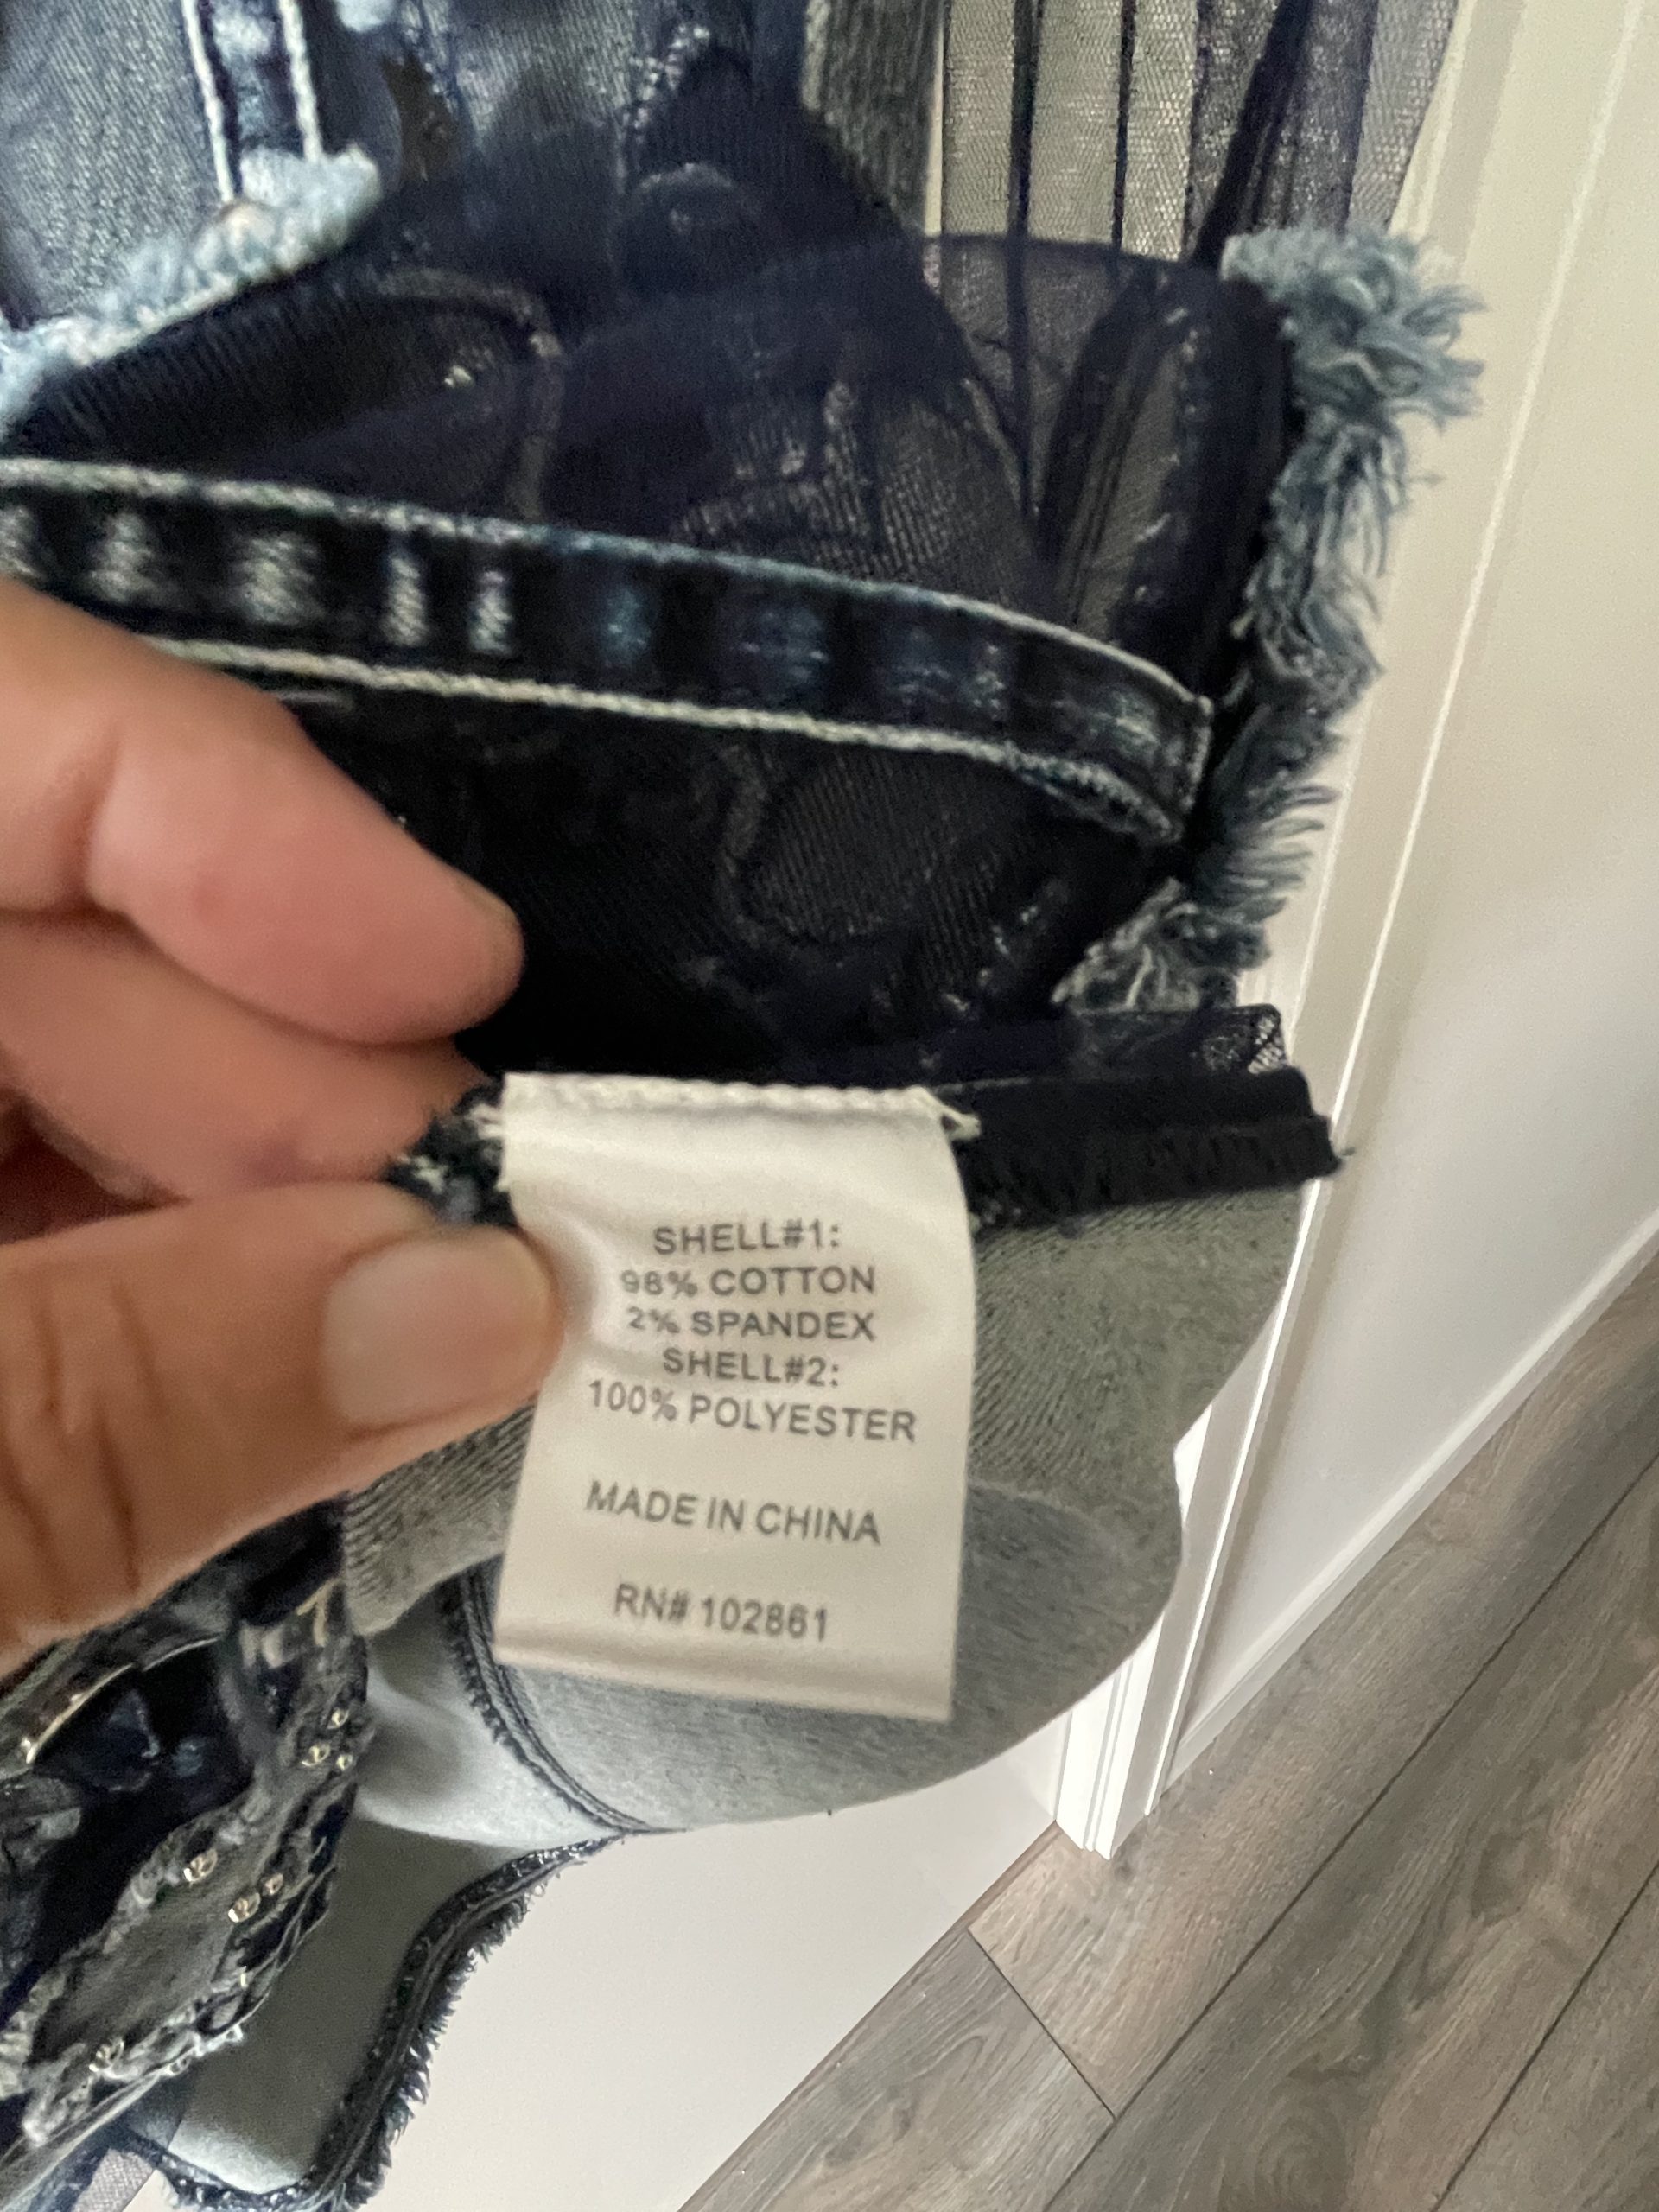 SHELL#1:
98% COTTON
2% SPANDEX
SHELL#2:
100% POLYESTER
MADE IN CHINA
RN# 102861